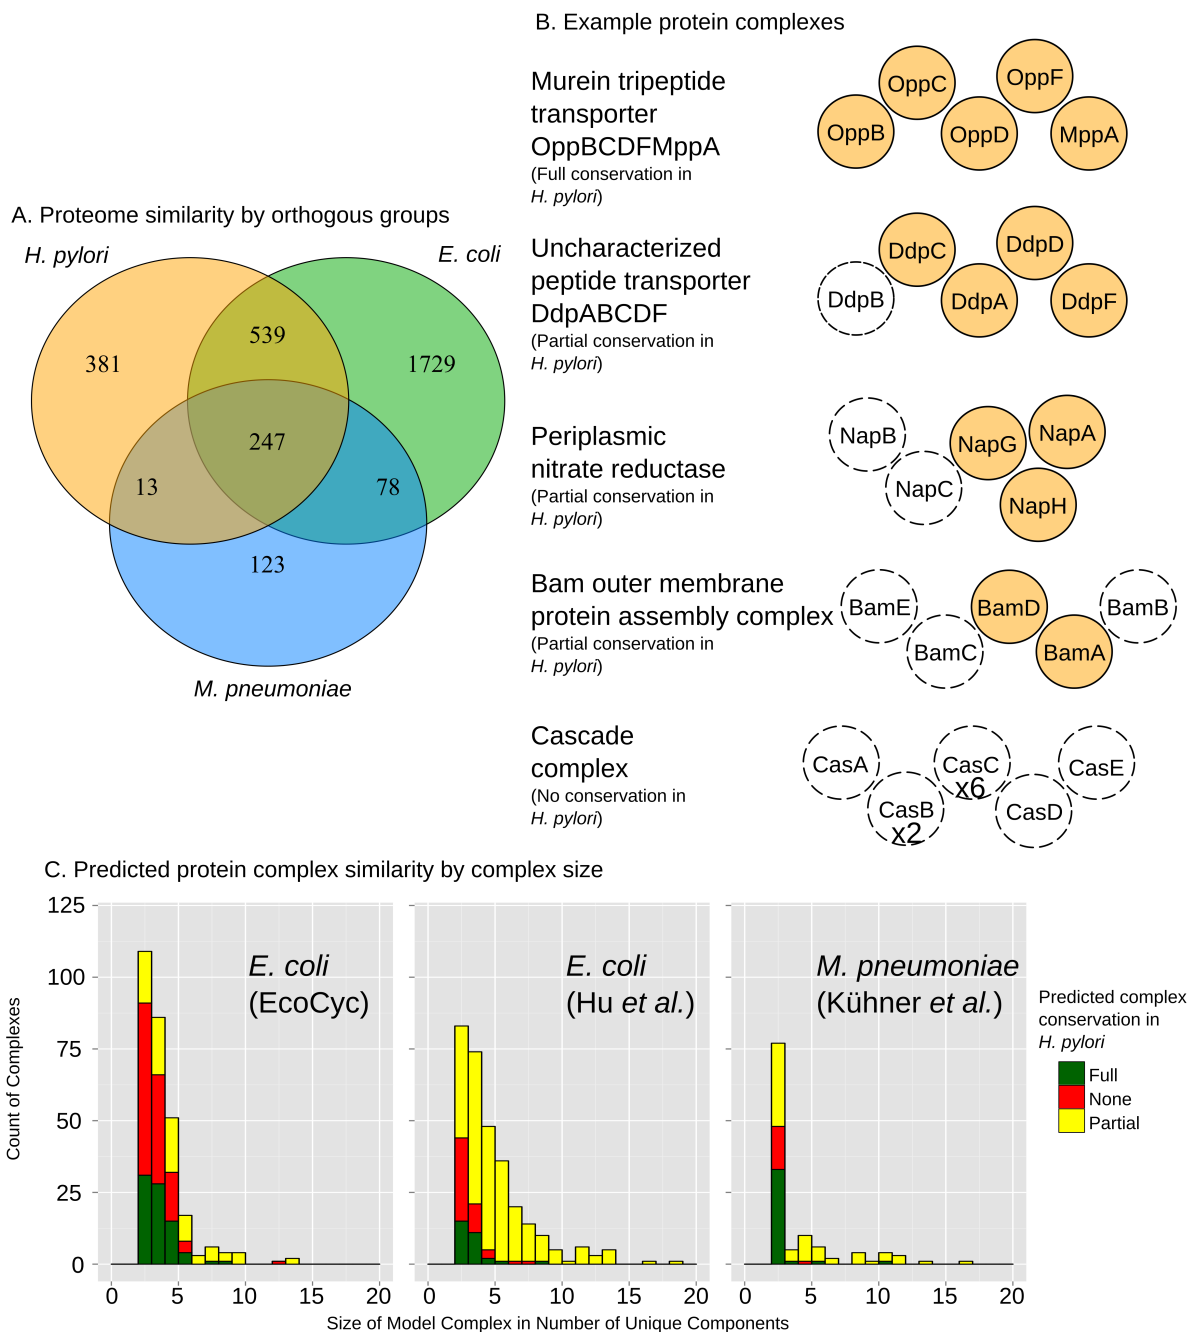 B. Example protein complexes
Murein tripeptide
transporter
OppBCDFMppA
(Full conservation in
H. pylori)
OppB
OppC
OppD
OppF
MppA
A. Proteome similarity by orthogous groups
H. pylori
E. coli
381
539
1729
247
13
78
123
M. pneumoniae
Uncharacterized
peptide transporter
DdpABCDF
(Partial conservation in
H. pylori)
DdpB
DdpC
DdpA
DdpD
DdpF
Periplasmic
nitrate reductase
(Partial conservation in
H. pylori)
NapB
NapC
NapG
NapA
NapH
Bam outer membrane
protein assembly complex
(Partial conservation in
H. pylori)
BamE
BamC
BamD
BamA
BamB
Cascade
complex
(No conservation in
H. pylori)
CasA
CasB
x2
CasC
x6
CasD
CasE
C. Predicted protein complex similarity by complex size
Count of Complexes
125
100
75
50
25
0
E. coli
(EcoCyc)
E. coli
(Hu et al.)
M. pneumoniae
(Kühner et al.)
0 5 10 15 20
0 5 10 15 20
0 5 10 15 20
Size of Model Complex in Number of Unique Components
Predicted complex
conservation in
H. pylori
Full
None
Partial